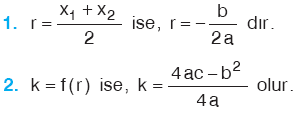 1. r = (x₁ + x₂)/2 ise, r = – b/2a dır.
2. k = f(r) ise, k = (4ac – b²)/4a olur.